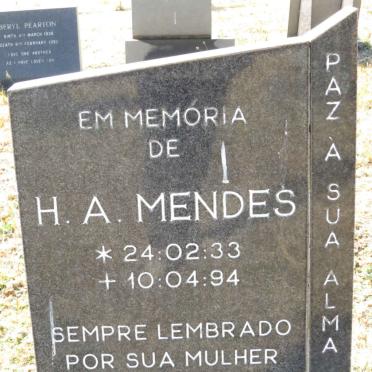 BERYL PEARTON
EM MEMÓRIA
DE
H. A. MENDES
* 24:02:33
+ 10:04:94
SEMPRE LEMBRADO
POR SUA MULHER
PAZ À SUA ALMA